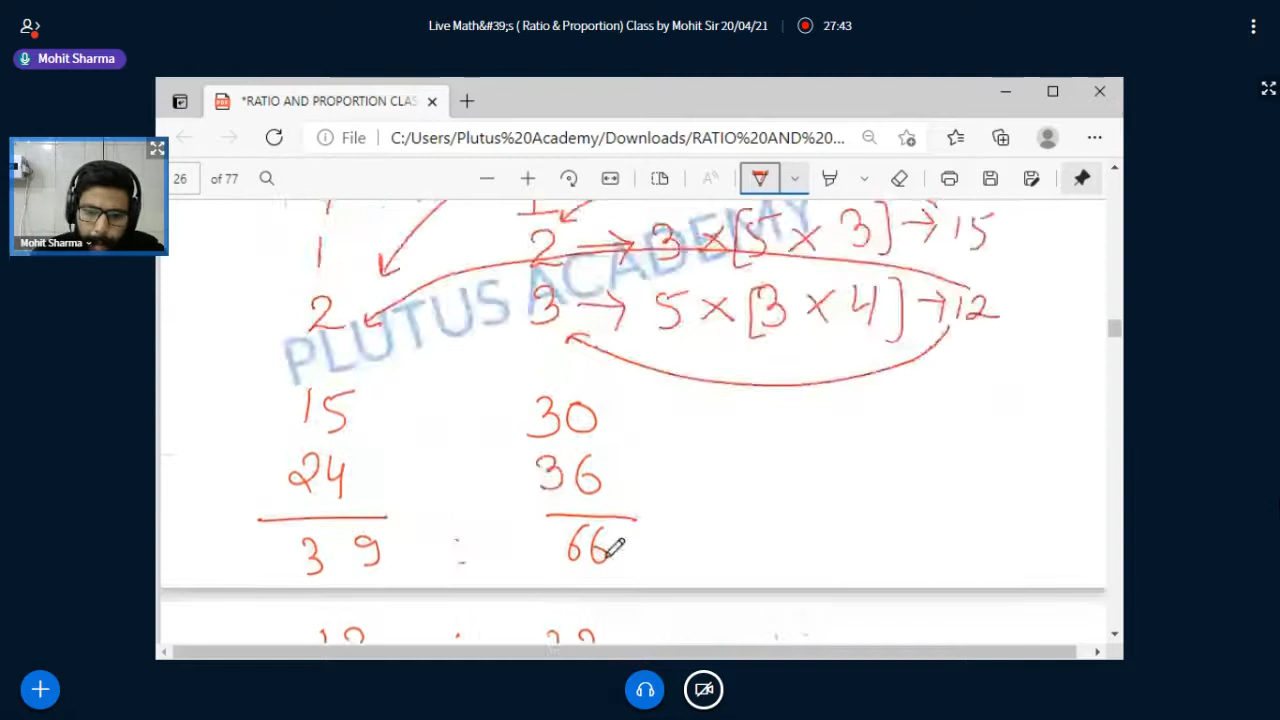 Live Math&#39;s ( Ratio & Proportion) Class by Mohit Sir 20/04/21
27:43
Mohit Sharma
*RATIO AND PROPORTION CLAS
File
C:/Users/Plutus%20Academy/Downloads/RATIO%20AND%20...
26 of 77
Mohit Sharma
1 2 → 3 × [5 × 3] → 15
2 3 → 5 × [3 × 4] → 12
PLUTUS ACADEMY
15 30
24 36
39 : 66